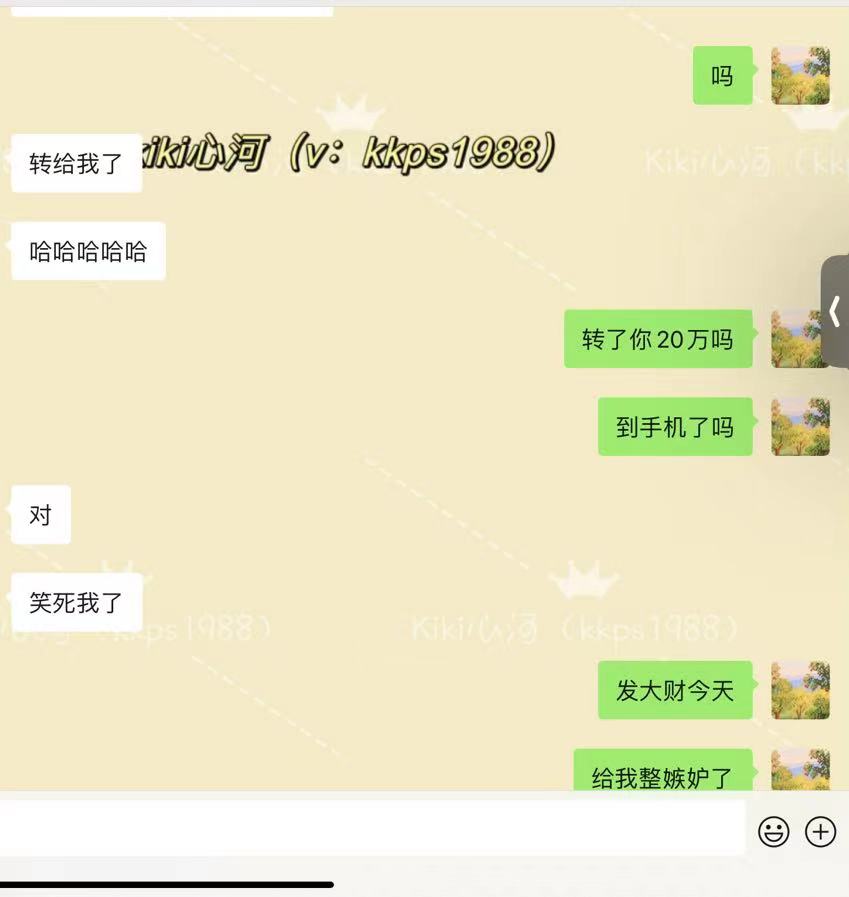 吗
kiki心河（v：kkps1988）
转给我了
Kiki心河（kk
哈哈哈哈哈
转了你20万吗
到手机了吗
对
笑死我了
kkps1988）
Kiki心河（kkps1988）
发大财今天
给我整嫉妒了